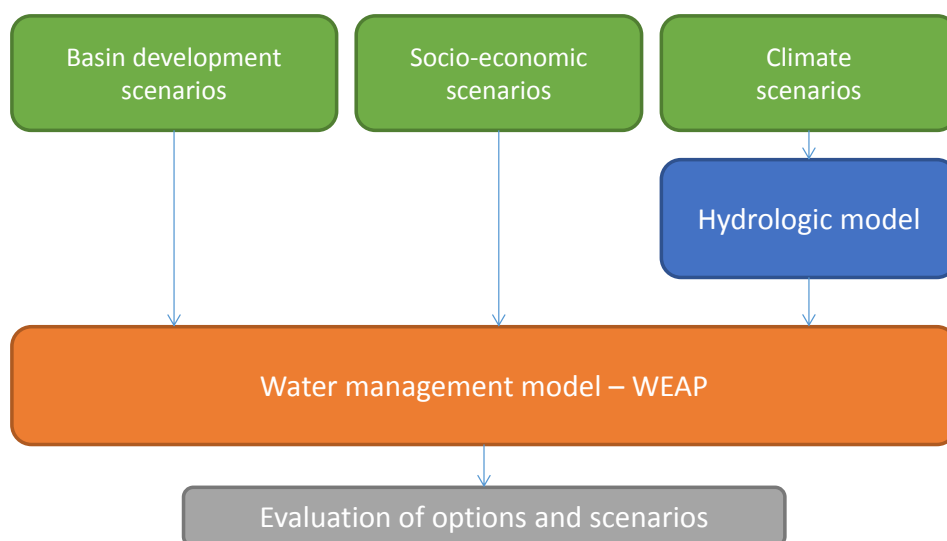 Basin development
scenarios
Socio-economic
scenarios
Climate
scenarios
Hydrologic model
Water management model – WEAP
Evaluation of options and scenarios